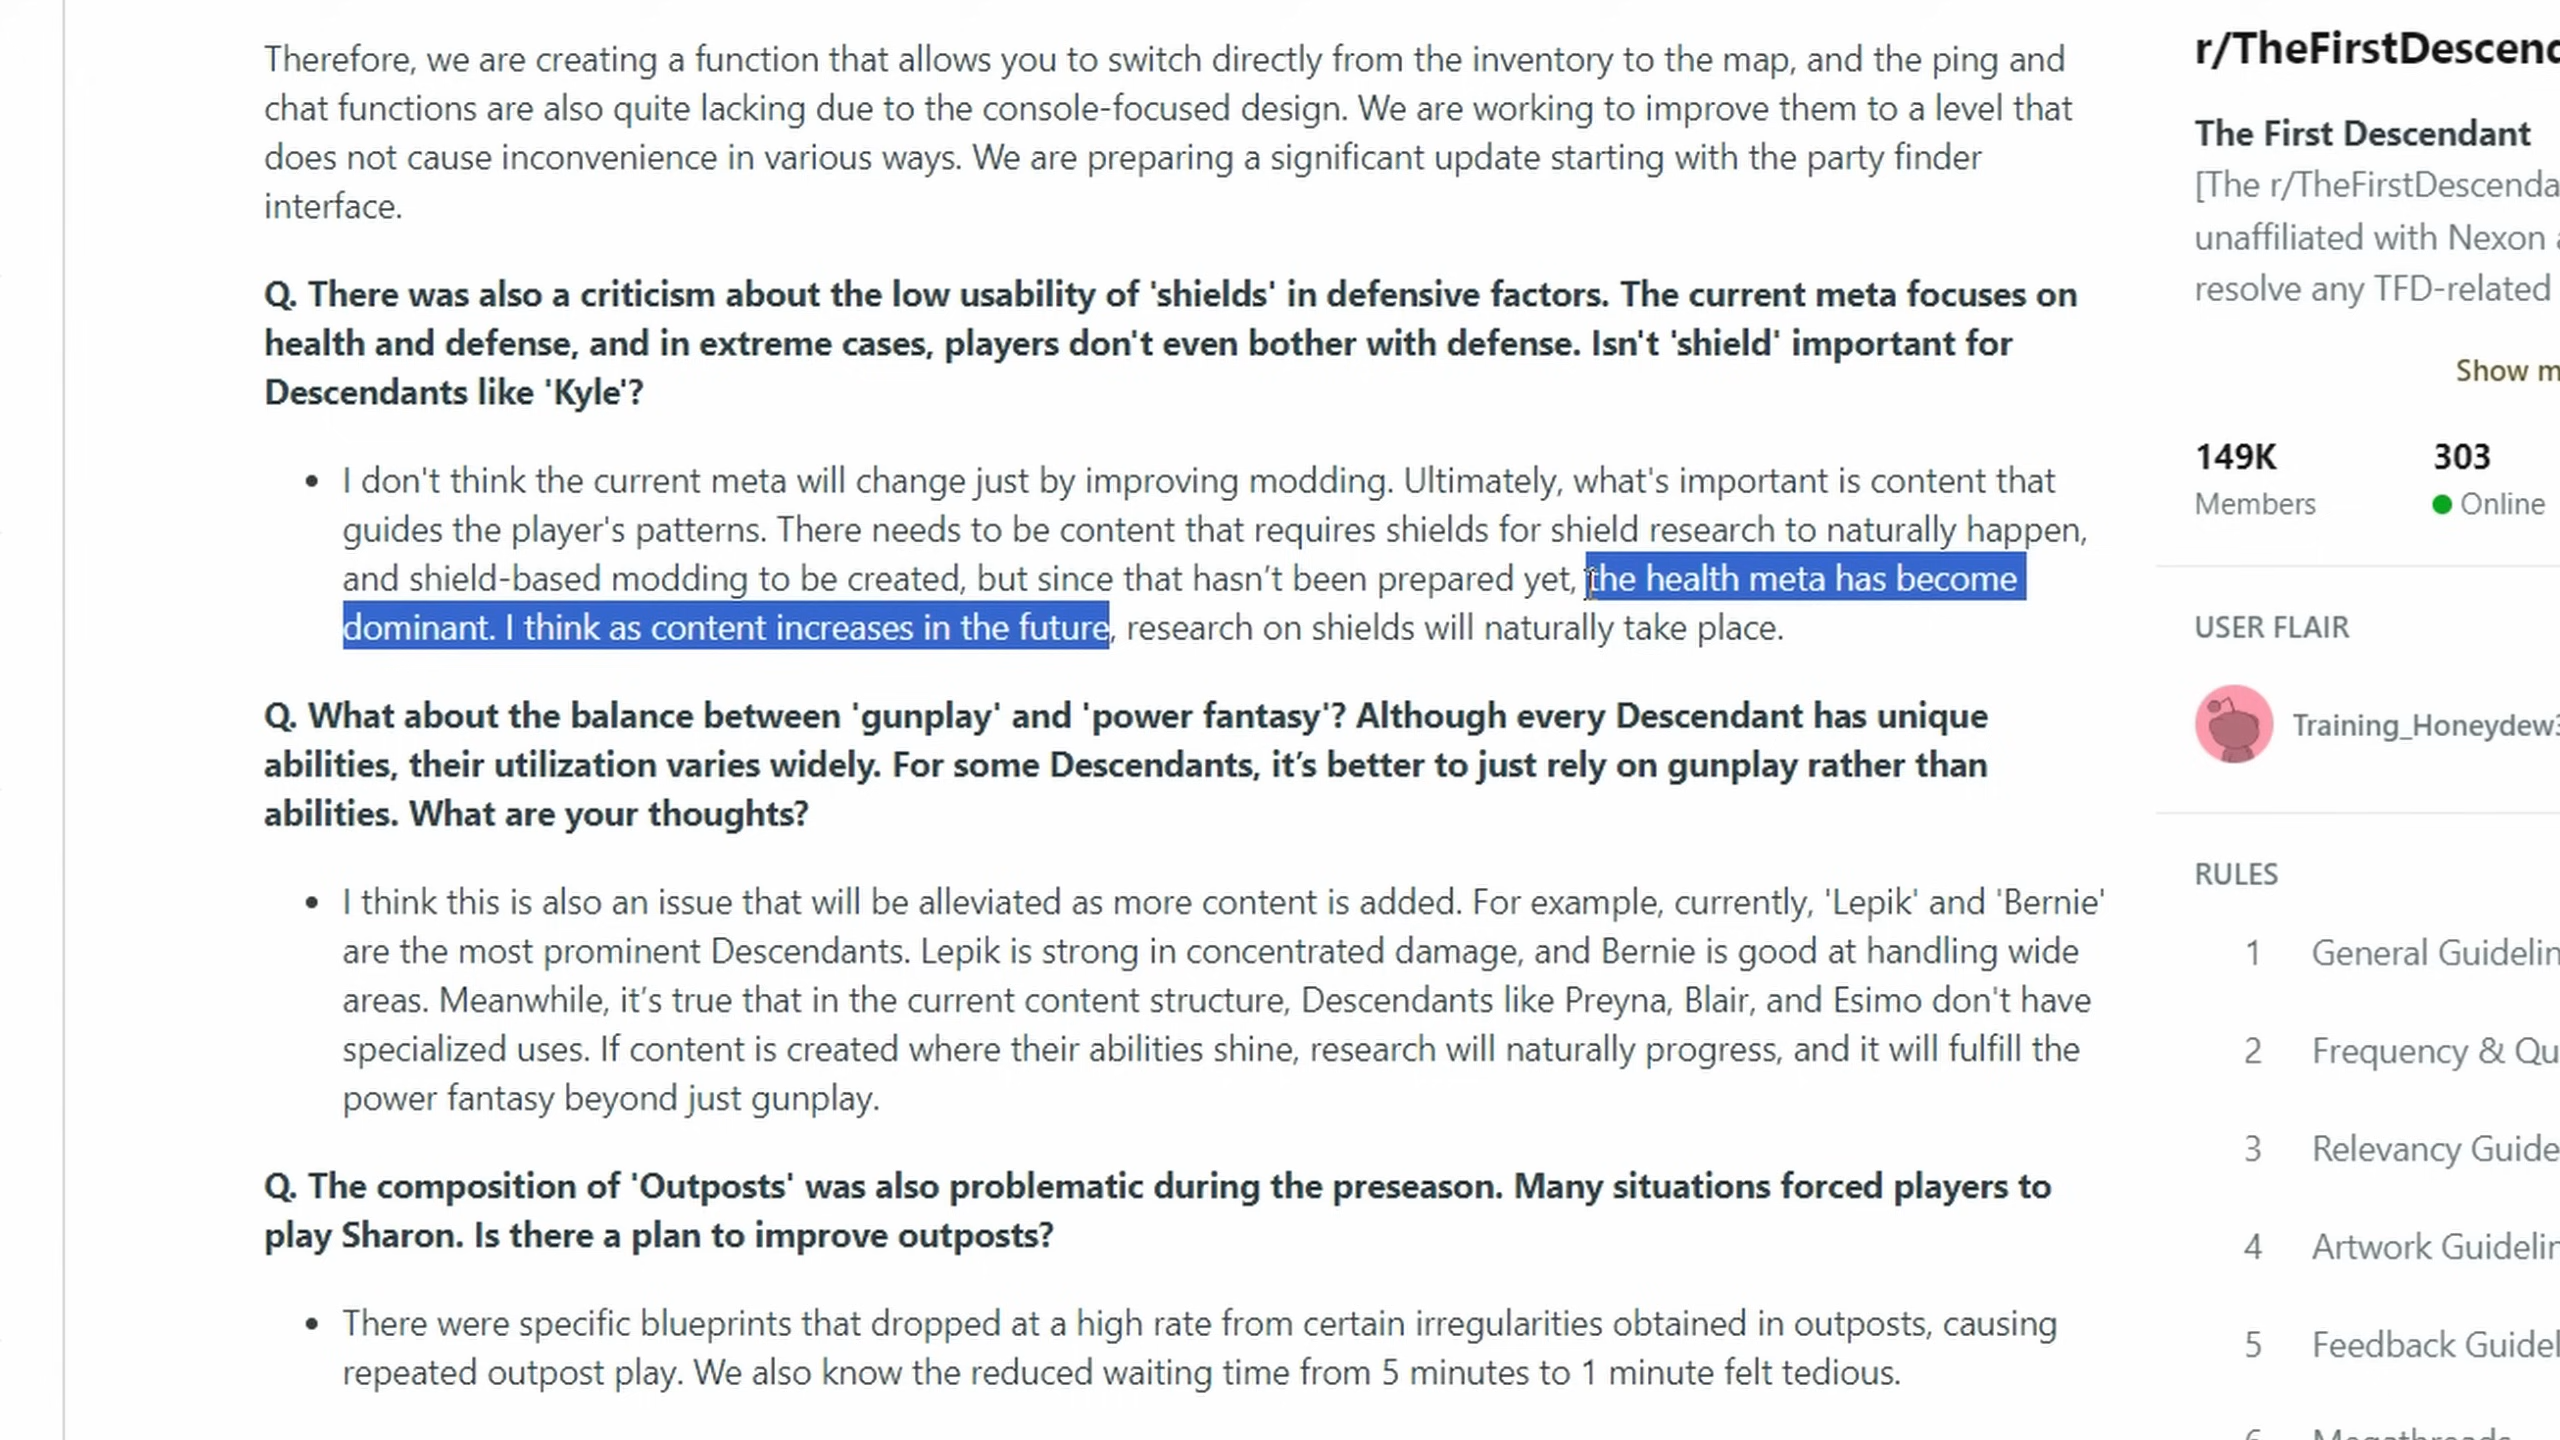 Therefore, we are creating a function that allows you to switch directly from the inventory to the map, and the ping and
chat functions are also quite lacking due to the console-focused design. We are working to improve them to a level that
does not cause inconvenience in various ways. We are preparing a significant update starting with the party finder
interface.
Q. There was also a criticism about the low usability of 'shields' in defensive factors. The current meta focuses on
health and defense, and in extreme cases, players don't even bother with defense. Isn't 'shield' important for
Descendants like 'Kyle'?
• I don't think the current meta will change just by improving modding. Ultimately, what's important is content that
guides the player's patterns. There needs to be content that requires shields for shield research to naturally happen,
and shield-based modding to be created, but since that hasn’t been prepared yet, the health meta has become
dominant. I think as content increases in the future, research on shields will naturally take place.
Q. What about the balance between 'gunplay' and 'power fantasy'? Although every Descendant has unique
abilities, their utilization varies widely. For some Descendants, it’s better to just rely on gunplay rather than
abilities. What are your thoughts?
• I think this is also an issue that will be alleviated as more content is added. For example, currently, 'Lepik' and 'Bernie'
are the most prominent Descendants. Lepik is strong in concentrated damage, and Bernie is good at handling wide
areas. Meanwhile, it’s true that in the current content structure, Descendants like Preyna, Blair, and Esimo don't have
specialized uses. If content is created where their abilities shine, research will naturally progress, and it will fulfill the
power fantasy beyond just gunplay.
Q. The composition of 'Outposts' was also problematic during the preseason. Many situations forced players to
play Sharon. Is there a plan to improve outposts?
• There were specific blueprints that dropped at a high rate from certain irregularities obtained in outposts, causing
repeated outpost play. We also know the reduced waiting time from 5 minutes to 1 minute felt tedious.
r/TheFirstDescend
The First Descendant
[The r/TheFirstDescenda
unaffiliated with Nexon a
resolve any TFD-related
Show m
149K 303
Members Online
USER FLAIR
Training_Honeydew3
RULES
1 General Guidelin
2 Frequency & Qu
3 Relevancy Guide
4 Artwork Guidelin
5 Feedback Guidel
6 Megathreads